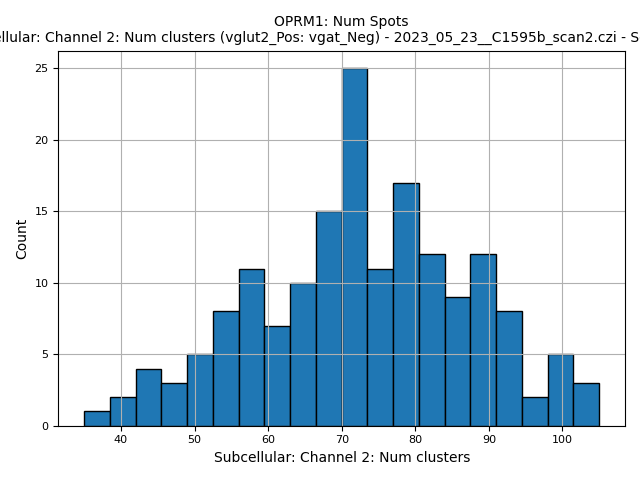 OPRM1: Num Spots
ellular: Channel 2: Num clusters (vglut2_Pos: vgat_Neg) - 2023_05_23__C1595b_scan2.czi - S
25
20
15
10
5
0
Count
40 50 60 70 80 90 100
Subcellular: Channel 2: Num clusters